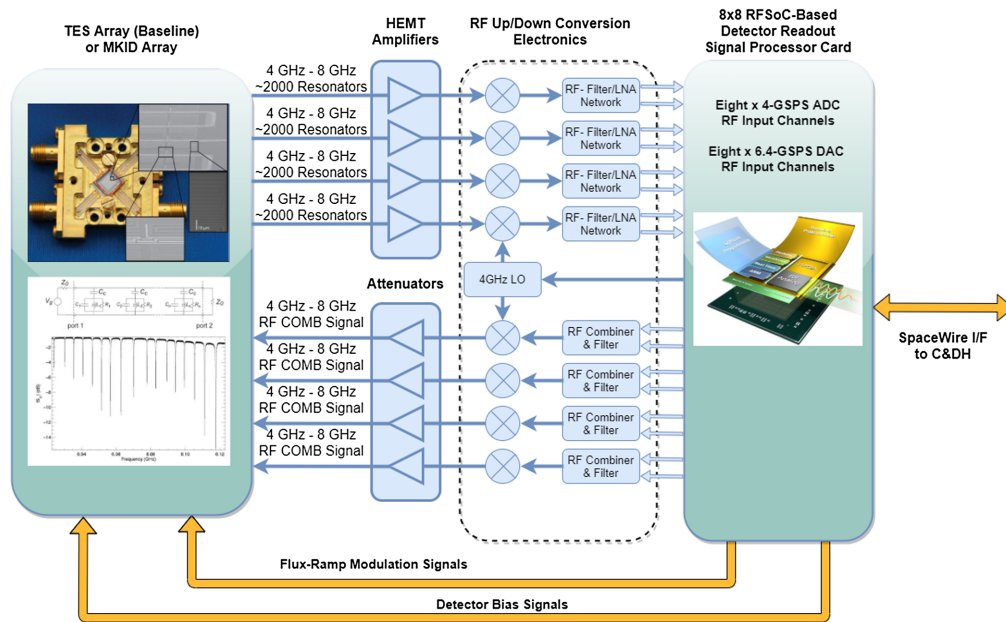 TES Array (Baseline)
or MKID Array
HEMT
Amplifiers
RF Up/Down Conversion
Electronics
8x8 RFSoC-Based
Detector Readout
Signal Processor Card
4 GHz - 8 GHz
~2000 Resonators
4 GHz - 8 GHz
~2000 Resonators
4 GHz - 8 GHz
~2000 Resonators
4 GHz - 8 GHz
~2000 Resonators
RF- Filter/LNA
Network
RF- Filter/LNA
Network
RF- Filter/LNA
Network
RF- Filter/LNA
Network
Eight x 4-GSPS ADC
RF Input Channels
Eight x 6.4-GSPS DAC
RF Input Channels
4GHz LO
Attenuators
4 GHz - 8 GHz
RF COMB Signal
4 GHz - 8 GHz
RF COMB Signal
4 GHz - 8 GHz
RF COMB Signal
4 GHz - 8 GHz
RF COMB Signal
RF Combiner
& Filter
RF Combiner
& Filter
RF Combiner
& Filter
RF Combiner
& Filter
port 1
port 2
Frequency (GHz)
SpaceWire I/F
to C&DH
Flux-Ramp Modulation Signals
Detector Bias Signals